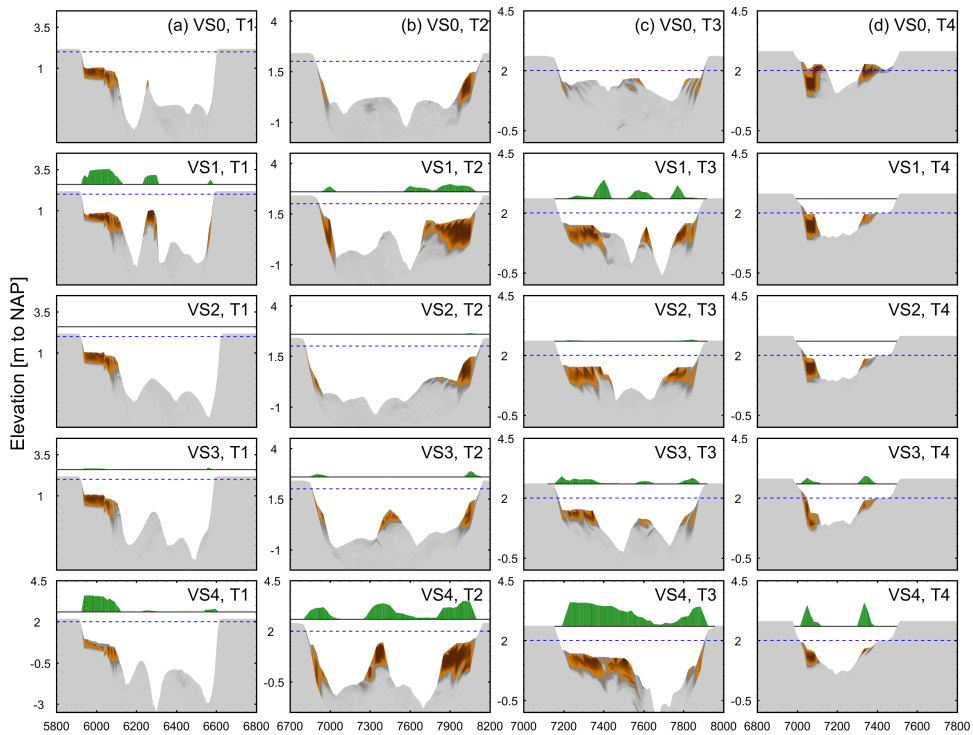 4.5
4.5
3.5
(a) VS0, T1
4
(b) VS0, T2
(c) VS0, T3
(d) VS0, T4
1
1.5
2
2
-1
-0.5
-0.5
4.5
4.5
3.5
VS1, T1
4
VS1, T2
VS1, T3
VS1, T4
1
1.5
2
2
-1
-0.5
-0.5
4.5
4.5
3.5
VS2, T1
4
VS2, T2
VS2, T3
VS2, T4
1
1.5
2
2
-1
-0.5
-0.5
4.5
4.5
3.5
VS3, T1
4
VS3, T2
VS3, T3
VS3, T4
1
1.5
2
2
-1
-0.5
-0.5
4.5
4.5
4.5
4.5
VS4, T1
VS4, T2
VS4, T3
VS4, T4
2
2
2
2
-0.5
-0.5
-0.5
-0.5
-3
5800 6000 6200 6400 6600 6800
6700 7200 7700 8200
7000 7200 7400 7600 7800 8000
6800 7000 7200 7400 7600 7800
Elevation [m to NAP]